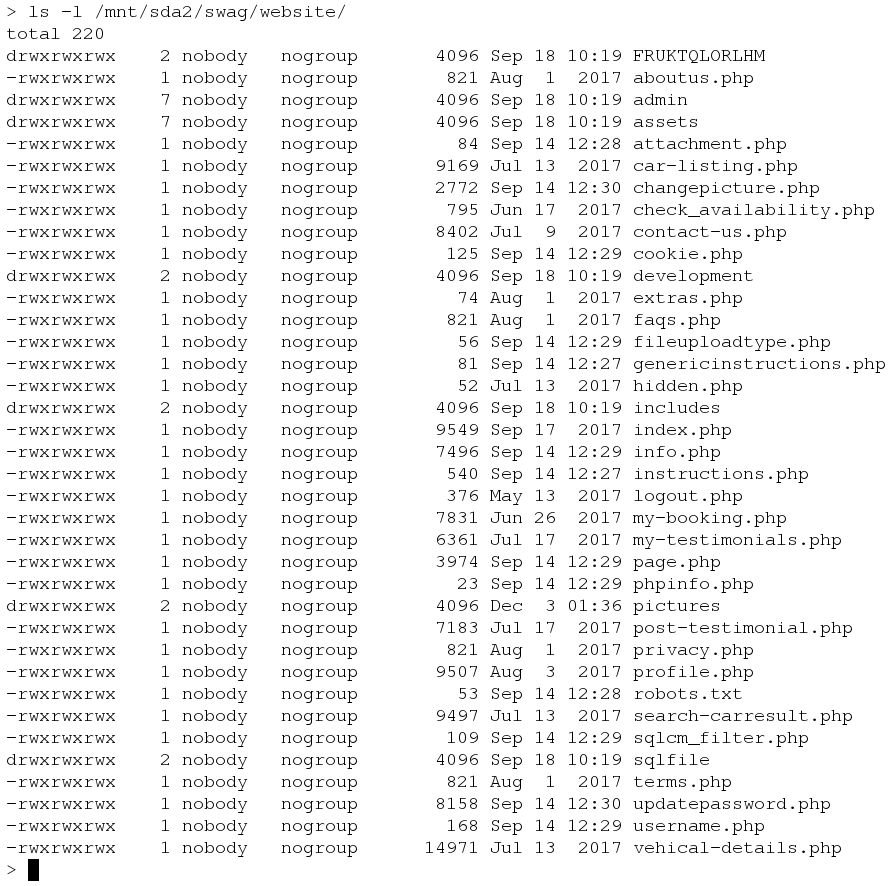 > ls -l /mnt/sda2/swag/website/
total 220
drwxrwxrwx    2 nobody   nogroup       4096 Sep 18 10:19 FRUKTQLORLHM
-rwxrwxrwx    1 nobody   nogroup        821 Aug  1  2017 aboutus.php
drwxrwxrwx    7 nobody   nogroup       4096 Sep 18 10:19 admin
drwxrwxrwx    7 nobody   nogroup       4096 Sep 18 10:19 assets
-rwxrwxrwx    1 nobody   nogroup         84 Sep 14 12:28 attachment.php
-rwxrwxrwx    1 nobody   nogroup       9169 Jul 13  2017 car-listing.php
-rwxrwxrwx    1 nobody   nogroup       2772 Sep 14 12:30 changepicture.php
-rwxrwxrwx    1 nobody   nogroup        795 Jun 17  2017 check_availability.php
-rwxrwxrwx    1 nobody   nogroup       8402 Jul  9  2017 contact-us.php
-rwxrwxrwx    1 nobody   nogroup        125 Sep 14 12:29 cookie.php
drwxrwxrwx    2 nobody   nogroup       4096 Sep 18 10:19 development
-rwxrwxrwx    1 nobody   nogroup         74 Aug  1  2017 extras.php
-rwxrwxrwx    1 nobody   nogroup        821 Aug  1  2017 faqs.php
-rwxrwxrwx    1 nobody   nogroup         56 Sep 14 12:29 fileuploadtype.php
-rwxrwxrwx    1 nobody   nogroup         81 Sep 14 12:27 genericinstructions.php
-rwxrwxrwx    1 nobody   nogroup         52 Jul 13  2017 hidden.php
drwxrwxrwx    2 nobody   nogroup       4096 Sep 18 10:19 includes
-rwxrwxrwx    1 nobody   nogroup       9549 Sep 17  2017 index.php
-rwxrwxrwx    1 nobody   nogroup       7496 Sep 14 12:29 info.php
-rwxrwxrwx    1 nobody   nogroup        540 Sep 14 12:27 instructions.php
-rwxrwxrwx    1 nobody   nogroup        376 May 13  2017 logout.php
-rwxrwxrwx    1 nobody   nogroup       7831 Jun 26  2017 my-booking.php
-rwxrwxrwx    1 nobody   nogroup       6361 Jul 17  2017 my-testimonials.php
-rwxrwxrwx    1 nobody   nogroup       3974 Sep 14 12:29 page.php
-rwxrwxrwx    1 nobody   nogroup         23 Sep 14 12:29 phpinfo.php
drwxrwxrwx    2 nobody   nogroup       4096 Dec  3 01:36 pictures
-rwxrwxrwx    1 nobody   nogroup       7183 Jul 17  2017 post-testimonial.php
-rwxrwxrwx    1 nobody   nogroup        821 Aug  1  2017 privacy.php
-rwxrwxrwx    1 nobody   nogroup       9507 Aug  3  2017 profile.php
-rwxrwxrwx    1 nobody   nogroup         53 Sep 14 12:28 robots.txt
-rwxrwxrwx    1 nobody   nogroup       9497 Jul 13  2017 search-carresult.php
-rwxrwxrwx    1 nobody   nogroup        109 Sep 14 12:29 sqlcm_filter.php
drwxrwxrwx    2 nobody   nogroup       4096 Sep 18 10:19 sqlfile
-rwxrwxrwx    1 nobody   nogroup        821 Aug  1  2017 terms.php
-rwxrwxrwx    1 nobody   nogroup       8158 Sep 14 12:30 updatepassword.php
-rwxrwxrwx    1 nobody   nogroup        168 Sep 14 12:29 username.php
-rwxrwxrwx    1 nobody   nogroup      14971 Jul 13  2017 vehical-details.php
>